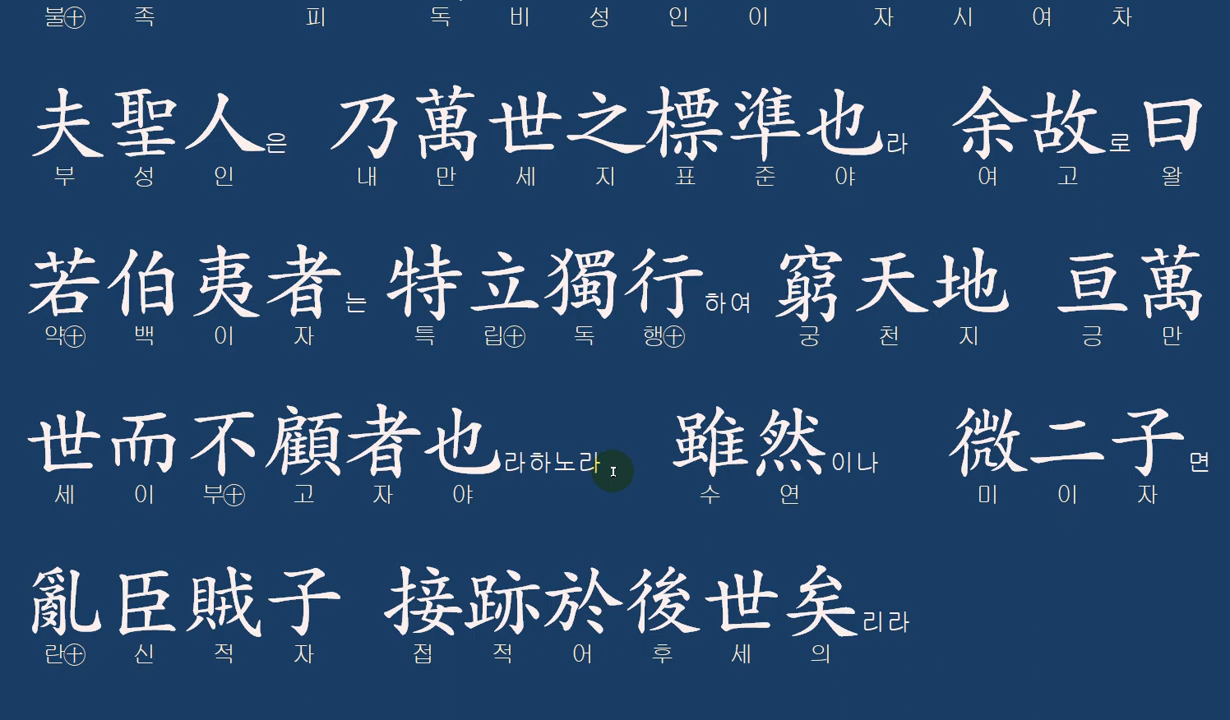 불㊉ 족 피 독 비 성 인 이 자 시 여 차
夫聖人은 乃萬世之標準也라 余故로曰
부 성 인 내 만 세 지 표 준 야 여 고 왈
若伯夷者는 特立獨行하여 窮天地 亘萬
약㊉ 백 이 자 특 립㊉ 독 행㊉ 궁 천 지 긍 만
世而不顧者也라하노라 雖然이나 微二子면
세 이 부㊉ 고 자 야 수 연 미 이 자
亂臣賊子 接跡於後世矣리라
란㊉ 신 적 자 접 적 어 후 세 의